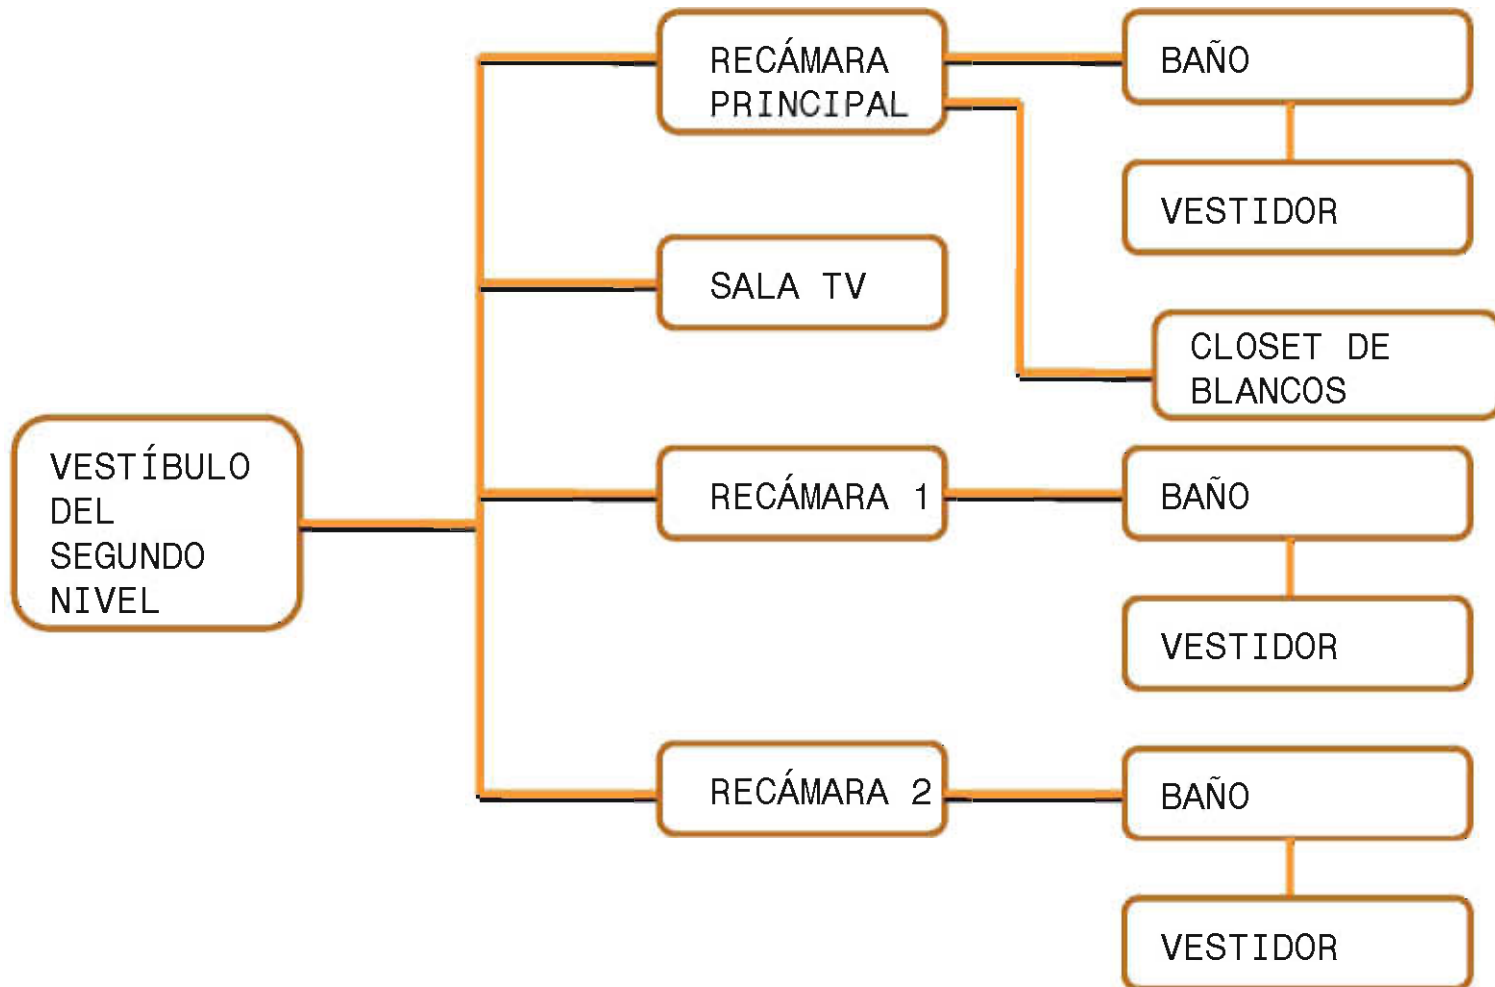 RECÁMARA
PRINCIPAL
BAÑO
VESTIDOR
SALA TV
CLOSET DE
BLANCOS
VESTÍBULO
DEL
SEGUNDO
NIVEL
RECÁMARA 1
BAÑO
VESTIDOR
RECÁMARA 2
BAÑO
VESTIDOR